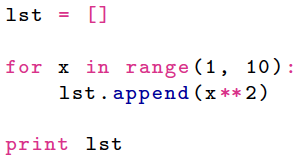 lst = []
for x in range(1, 10):
    lst.append(x**2)
print lst